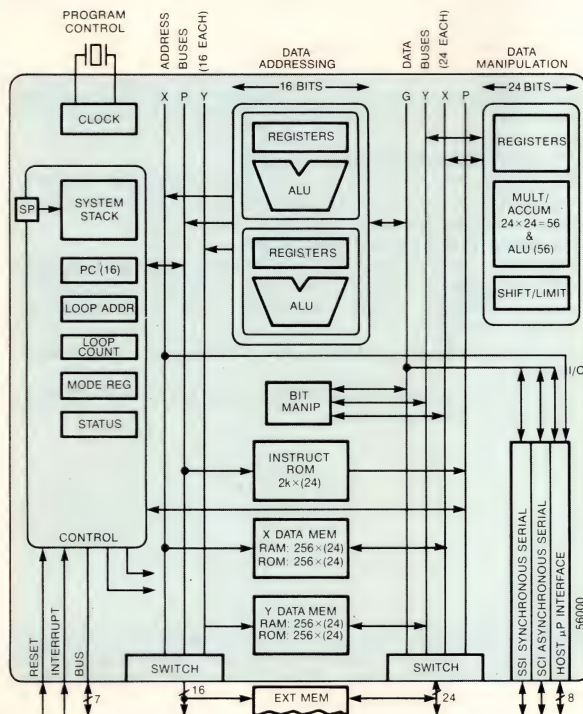 PROGRAM
CONTROL
ADDRESS
BUSES
(16 EACH)
DATA
ADDRESSING
16 BITS
DATA
BUSES
(24 EACH)
DATA
MANIPULATION
24 BITS
X P Y
G Y X P
CLOCK
SP
SYSTEM
STACK
PC (16)
LOOP ADDR
LOOP
COUNT
MODE REG
STATUS
CONTROL
REGISTERS
ALU
REGISTERS
ALU
REGISTERS
MULT/
ACCUM
24×24=56
&
ALU (56)
SHIFT/LIMIT
I/O
BIT
MANIP
INSTRUCT
ROM
2k×(24)
X DATA MEM
RAM: 256×(24)
ROM: 256×(24)
Y DATA MEM
RAM: 256×(24)
ROM: 256×(24)
SSI SYNCHRONOUS SERIAL
SCI ASYNCHRONOUS SERIAL
HOST µP INTERFACE
56000
RESET
INTERRUPT
BUS
SWITCH
SWITCH
7
16
EXT MEM
24
8